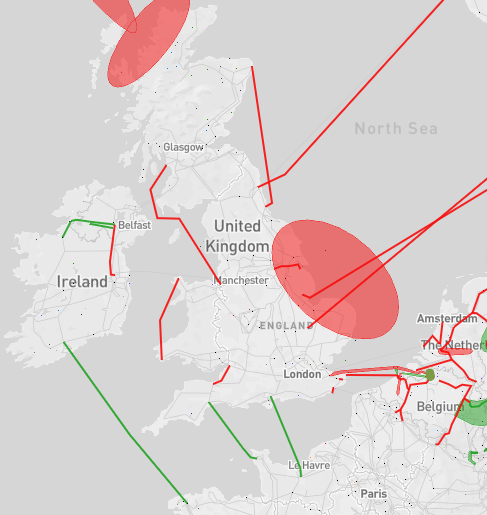 North Sea
Glasgow
Belfast
United
Kingdom
Ireland
Manchester
ENGLAND
Amsterdam
The Netherl
London
Belgium
Le Havre
Paris